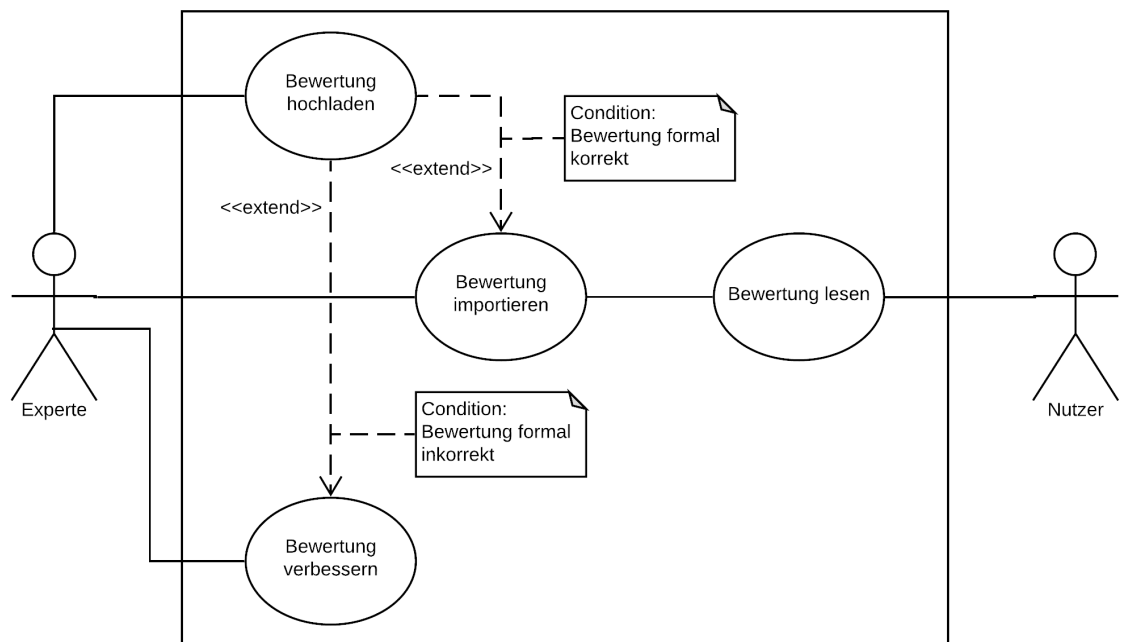 Bewertung
hochladen
Condition:
Bewertung formal
korrekt
<<extend>>
<<extend>>
Bewertung
importieren
Bewertung lesen
Experte
Nutzer
Condition:
Bewertung formal
inkorrekt
Bewertung
verbessern